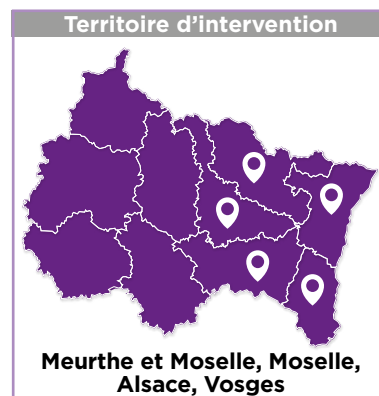 Territoire d'intervention
Meurthe et Moselle, Moselle,
Alsace, Vosges